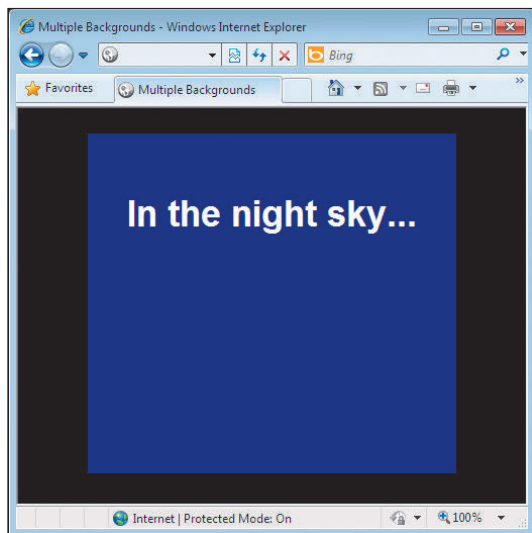 Multiple Backgrounds - Windows Internet Explorer
Bing
Favorites
Multiple Backgrounds
»
In the night sky...
Internet | Protected Mode: On
100%